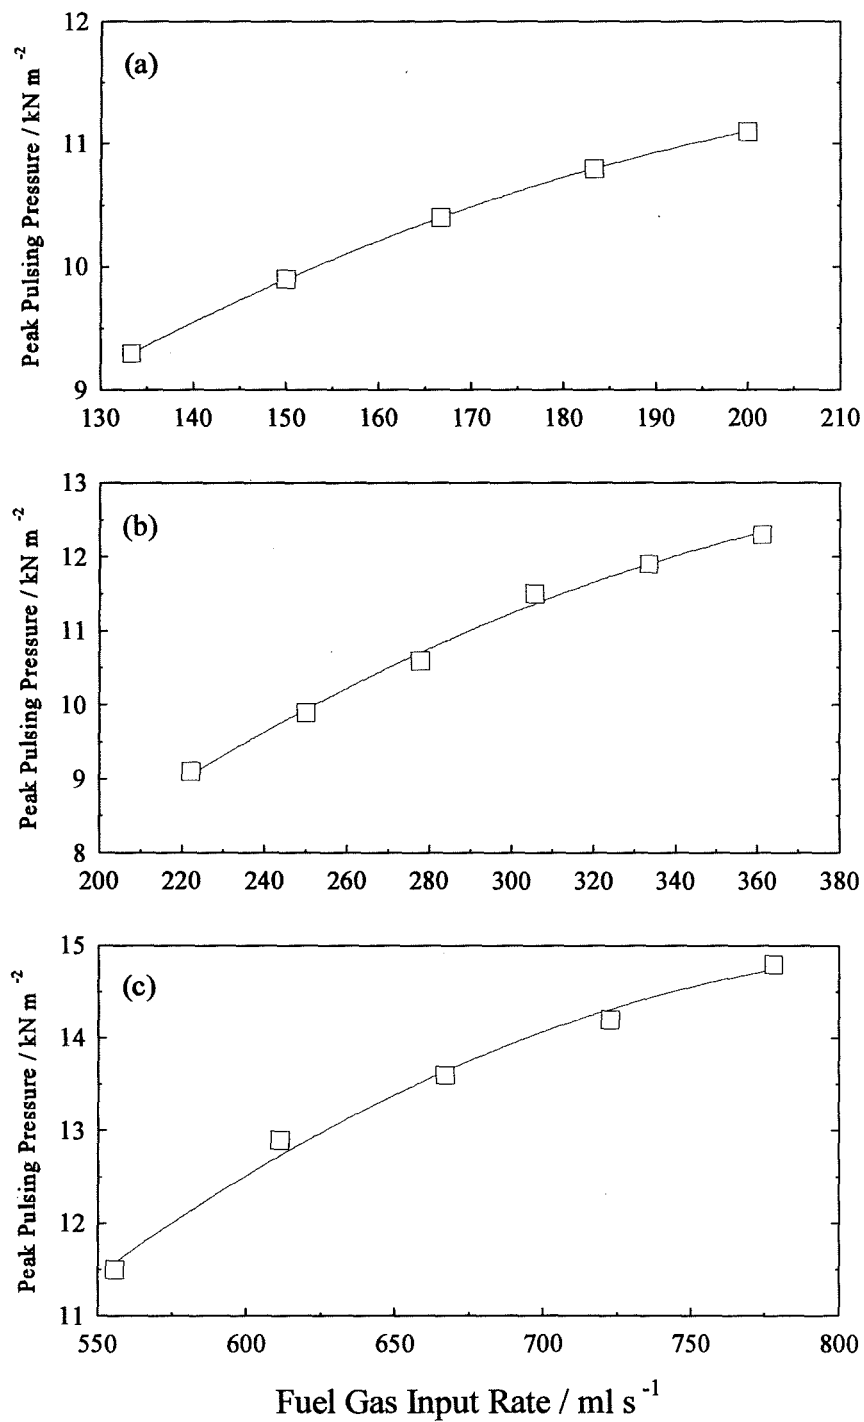 (a)
Peak Pulsing Pressure / kN m⁻²
12
11
10
9
130 140 150 160 170 180 190 200 210
(b)
Peak Pulsing Pressure / kN m⁻²
13
12
11
10
9
8
200 220 240 260 280 300 320 340 360 380
(c)
Peak Pulsing Pressure / kN m⁻²
15
14
13
12
11
550 600 650 700 750 800
Fuel Gas Input Rate / ml s⁻¹